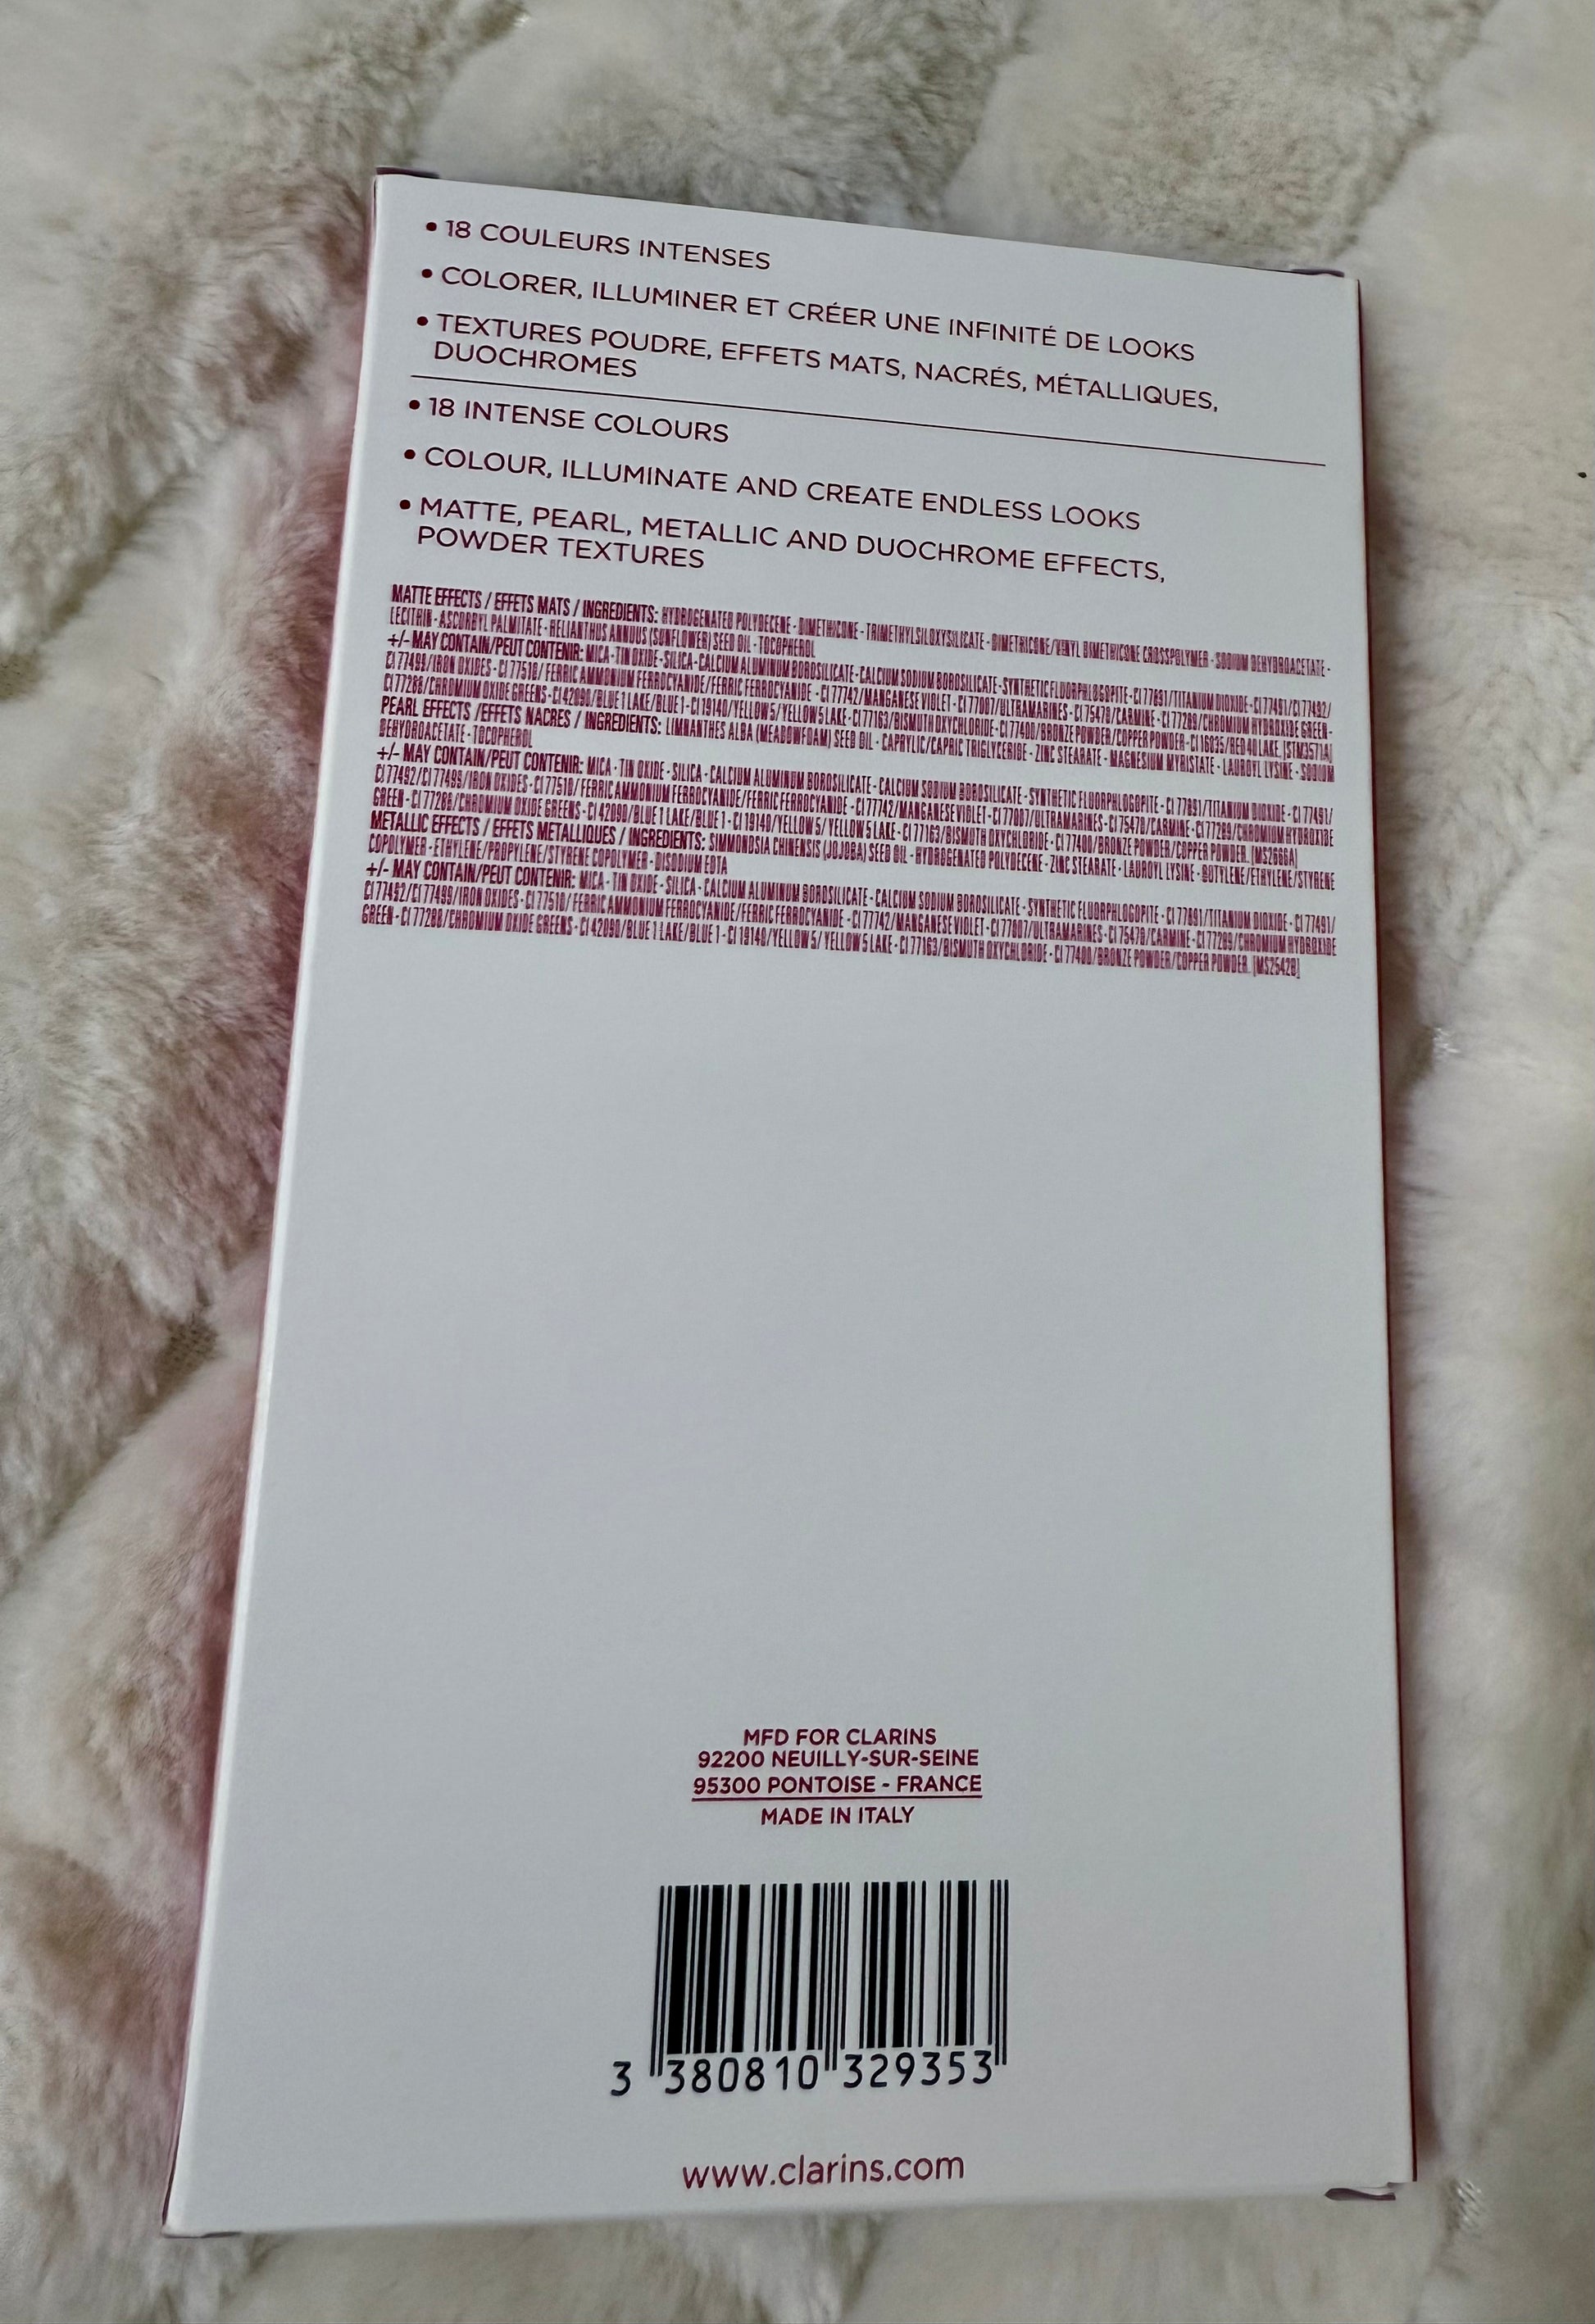 • 18 COULEURS INTENSES
• COLORER, ILLUMINER ET CRÉER UNE INFINITÉ DE LOOKS
• TEXTURES POUDRE, EFFETS MATS, NACRÉS, MÉTALLIQUES,
DUOCHROMES
• 18 INTENSE COLOURS
• COLOUR, ILLUMINATE AND CREATE ENDLESS LOOKS
• MATTE, PEARL, METALLIC AND DUOCHROME EFFECTS,
POWDER TEXTURES
MATTE EFFECTS / EFFETS MATS / INGREDIENTS: HYDROGENATED POLYDECENE - DIMETHICONE - TRIMETHYLSILOXYSILICATE - DIMETHICONE/VINYL DIMETHICONE CROSSPOLYMER - SODIUM DEHYDROACETATE -
LECITHIN - ASCORBYL PALMITATE - HELIANTHUS ANNUUS (SUNFLOWER) SEED OIL - TOCOPHEROL
+/- MAY CONTAIN/PEUT CONTENIR: MICA - TIN OXIDE - SILICA - CALCIUM ALUMINUM BOROSILICATE - CALCIUM SODIUM BOROSILICATE - SYNTHETIC FLUORPHLOGOPITE - CI 77891/TITANIUM DIOXIDE - CI 77491/CI 77492/
CI 77499/IRON OXIDES - CI 77510/ FERRIC AMMONIUM FERROCYANIDE/FERRIC FERROCYANIDE - CI 77742/MANGANESE VIOLET - CI 77007/ULTRAMARINES - CI 75470/CARMINE - CI 77289/CHROMIUM HYDROXIDE GREEN -
CI 77288/CHROMIUM OXIDE GREENS - CI 42090/BLUE 1 LAKE/BLUE 1 - CI 19140/YELLOW 5/YELLOW 5 LAKE - CI 77163/BISMUTH OXYCHLORIDE - CI 77400/BRONZE POWDER/COPPER POWDER - CI 16035/RED 40 LAKE. [STM3571A]
PEARL EFFECTS /EFFETS NACRES / INGREDIENTS: LIMNANTHES ALBA (MEADOWFOAM) SEED OIL - CAPRYLIC/CAPRIC TRIGLYCERIDE - ZINC STEARATE - MAGNESIUM MYRISTATE - LAUROYL LYSINE - SODIUM
DEHYDROACETATE - TOCOPHEROL
+/- MAY CONTAIN/PEUT CONTENIR: MICA - TIN OXIDE - SILICA - CALCIUM ALUMINUM BOROSILICATE - CALCIUM SODIUM BOROSILICATE - SYNTHETIC FLUORPHLOGOPITE - CI 77891/TITANIUM DIOXIDE - CI 77491/
CI 77492/CI 77499/IRON OXIDES - CI 77510/ FERRIC AMMONIUM FERROCYANIDE/FERRIC FERROCYANIDE - CI 77742/MANGANESE VIOLET - CI 77007/ULTRAMARINES - CI 75470/CARMINE - CI 77289/CHROMIUM HYDROXIDE
GREEN - CI 77288/CHROMIUM OXIDE GREENS - CI 42090/BLUE 1 LAKE/BLUE 1 - CI 19140/YELLOW 5/ YELLOW 5 LAKE - CI 77163/BISMUTH OXYCHLORIDE - CI 77400/BRONZE POWDER/COPPER POWDER. [MS2666A]
METALLIC EFFECTS / EFFETS METALLIQUES / INGREDIENTS: SIMMONDSIA CHINENSIS (JOJOBA) SEED OIL - HYDROGENATED POLYDECENE - ZINC STEARATE - LAUROYL LYSINE - BUTYLENE/ETHYLENE/STYRENE
COPOLYMER - ETHYLENE/PROPYLENE/STYRENE COPOLYMER - DISODIUM EDTA
+/- MAY CONTAIN/PEUT CONTENIR: MICA - TIN OXIDE - SILICA - CALCIUM ALUMINUM BOROSILICATE - CALCIUM SODIUM BOROSILICATE - SYNTHETIC FLUORPHLOGOPITE - CI 77891/TITANIUM DIOXIDE - CI 77491/
CI 77492/CI 77499/IRON OXIDES - CI 77510/ FERRIC AMMONIUM FERROCYANIDE/FERRIC FERROCYANIDE - CI 77742/MANGANESE VIOLET - CI 77007/ULTRAMARINES - CI 75470/CARMINE - CI 77289/CHROMIUM HYDROXIDE
GREEN - CI 77288/CHROMIUM OXIDE GREENS - CI 42090/BLUE 1 LAKE/BLUE 1 - CI 19140/YELLOW 5/ YELLOW 5 LAKE - CI 77163/BISMUTH OXYCHLORIDE - CI 77400/BRONZE POWDER/COPPER POWDER. [MS2542B]
MFD FOR CLARINS
92200 NEUILLY-SUR-SEINE
95300 PONTOISE - FRANCE
MADE IN ITALY
3 380810 329353
www.clarins.com